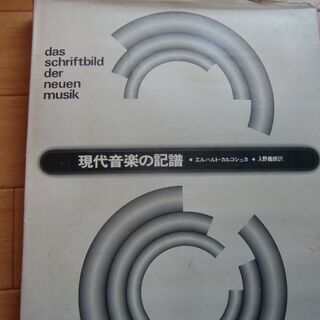 das
schriftbild
der
neuen
musik
現代音楽の記譜 • エルハルト・カルコシュカ • 入野義朗訳